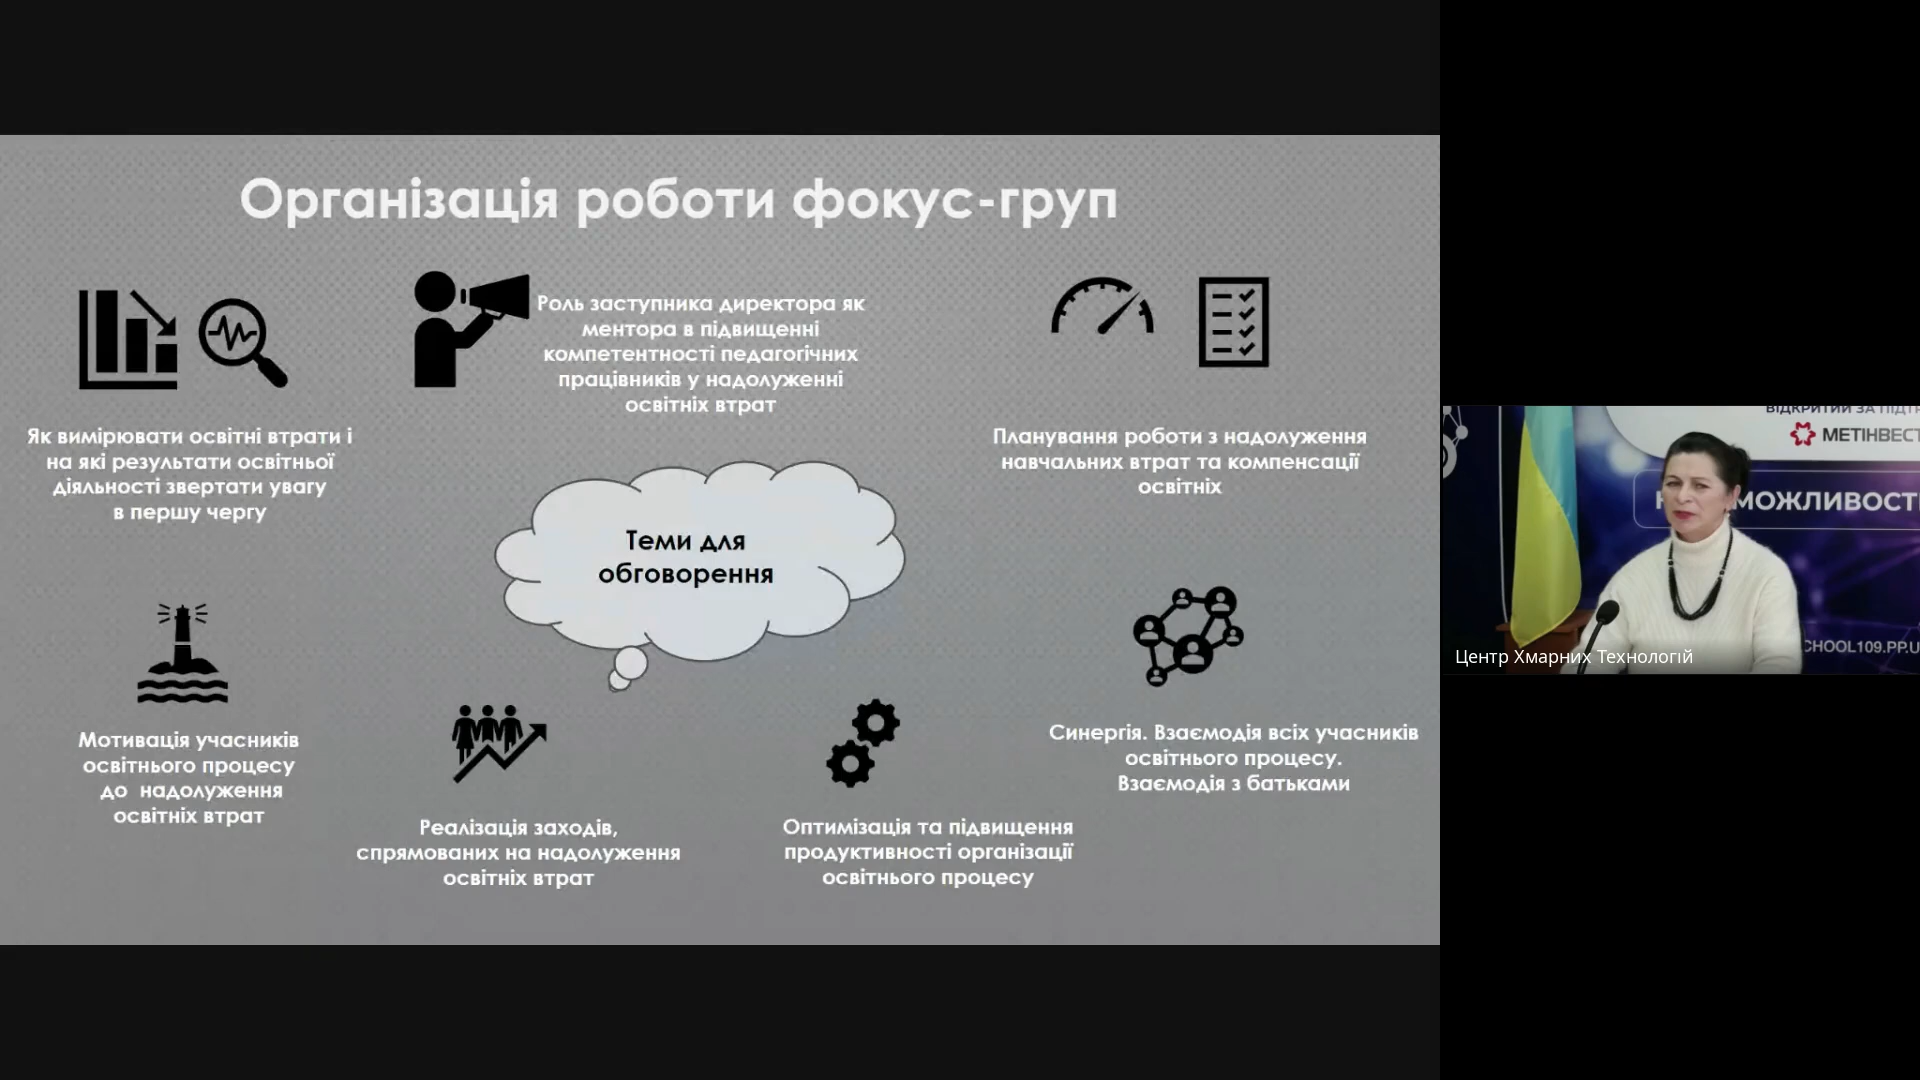 Організація роботи фокус-груп
Як вимірювати освітні втрати і
на які результати освітньої
діяльності звертати увагу
в першу чергу
Роль заступника директора як
ментора в підвищенні
компетентності педагогічних
працівників у надолуженні
освітніх втрат
Планування роботи з надолуження
навчальних втрат та компенсації
освітніх
Теми для
обговорення
Мотивація учасників
освітнього процесу
до надолуження
освітніх втрат
Реалізація заходів,
спрямованих на надолуження
освітніх втрат
Оптимізація та підвищення
продуктивності організації
освітнього процесу
Синергія. Взаємодія всіх учасників
освітнього процесу.
Взаємодія з батьками
ВІДКРИТИЙ ЗА
МЕТІНВЕСТ
МОЖЛИВОСТ
CHOOL109.PP.U
Центр Хмарних Технологій